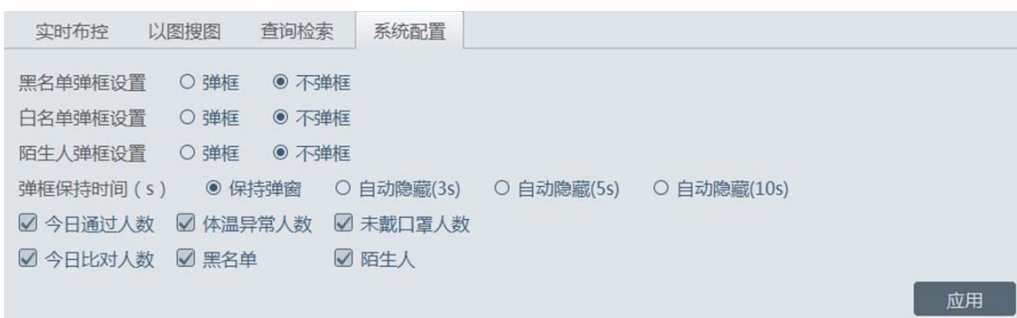 实时布控 以图搜图 查询检索 系统配置
黑名单弹框设置 弹框 不弹框
白名单弹框设置 弹框 不弹框
陌生人弹框设置 弹框 不弹框
弹框保持时间（s） 保持弹窗 自动隐藏(3s) 自动隐藏(5s) 自动隐藏(10s)
今日通过人数 体温异常人数 未戴口罩人数
今日比对人数 黑名单 陌生人
应用